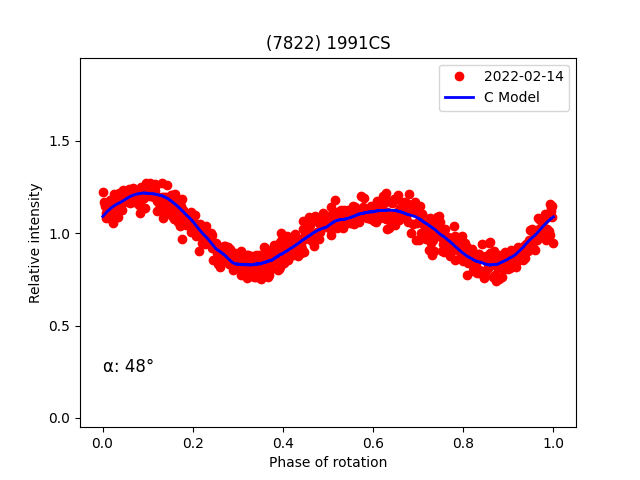 (7822) 1991CS
2022-02-14
C Model
Relative intensity
1.5
1.0
0.5
0.0
α: 48°
0.0 0.2 0.4 0.6 0.8 1.0
Phase of rotation